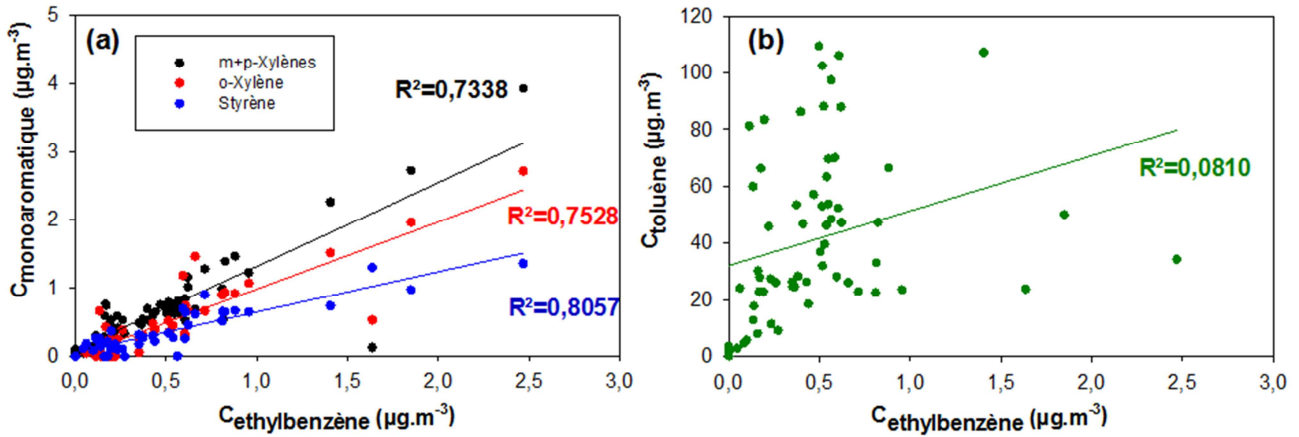 (a)
m+p-Xylènes
o-Xylène
Styrène
R²=0,7338
R²=0,7528
R²=0,8057
5
4
3
2
1
0
0,0 0,5 1,0 1,5 2,0 2,5 3,0
Cmonoaromatique (µg.m-3)
Cethylbenzène (µg.m-3)
(b)
R²=0,0810
120
100
80
60
40
20
0
0,0 0,5 1,0 1,5 2,0 2,5 3,0
Ctoluène (µg.m-3)
Cethylbenzène (µg.m-3)